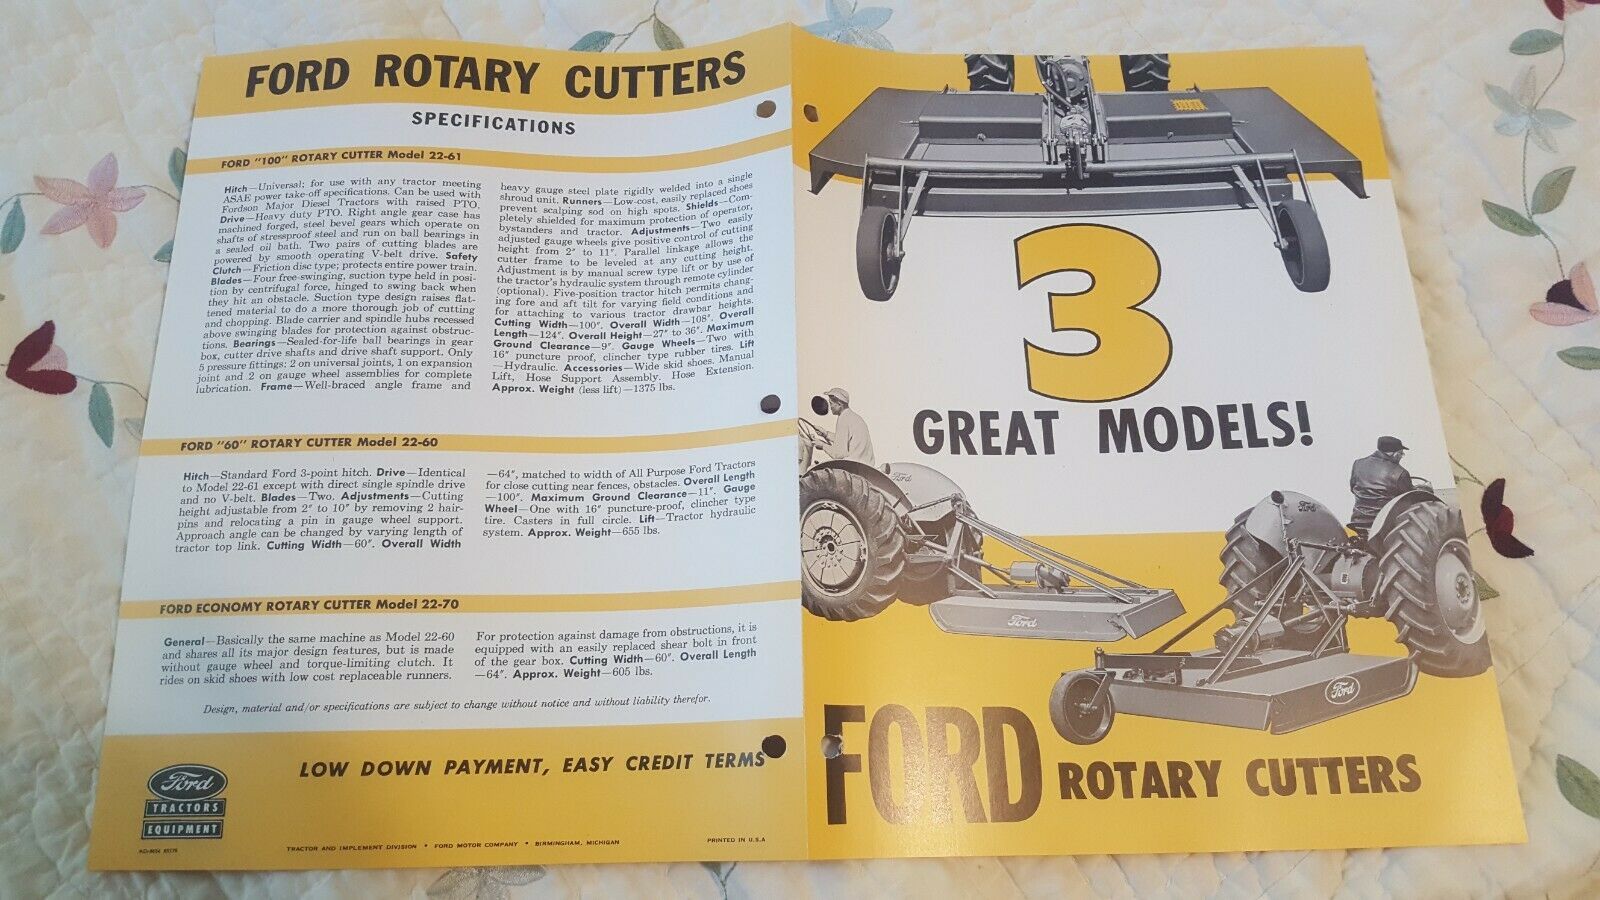 FORD ROTARY CUTTERS
SPECIFICATIONS
FORD "100" ROTARY CUTTER Model 22-61
Hitch—Universal; for use with any tractor meeting
ASAE power take-off specifications. Can be used with
Fordson Major Diesel Tractors with raised PTO.
Drive—Heavy duty PTO. Right angle gear case has
machined forged, steel bevel gears which operate on
shafts of stressproof steel and run on ball bearings in
a sealed oil bath. Two pairs of cutting blades are
powered by smooth operating V-belt drive. Safety
Clutch—Friction disc type; protects entire power train.
Blades—Four free-swinging, suction type held in posi-
tion by centrifugal force, hinged to swing back when
they hit an obstacle. Suction type design raises flat-
tened material to do a more thorough job of cutting
and chopping. Blade carrier and spindle hubs recessed
above swinging blades for protection against obstruc-
tions. Bearings—Sealed-for-life ball bearings in gear
box, cutter drive shafts and drive shaft support. Only
5 pressure fittings: 2 on universal joints, 1 on expansion
joint and 2 on gauge wheel assemblies for complete
lubrication. Frame—Well-braced angle frame and
heavy gauge steel plate rigidly welded into a single
shroud unit. Runners—Low-cost, easily replaced shoes
prevent scalping sod on high spots. Shields—Com-
pletely shielded for maximum protection of operator,
bystanders and tractor. Adjustments—Two easily
adjusted gauge wheels give positive control of cutting
height from 2" to 11". Parallel linkage allows the
cutter frame to be leveled at any cutting height.
Adjustment is by manual screw type lift or by use of
the tractor's hydraulic system through remote cylinder
(optional). Five-position tractor hitch permits chang-
ing fore and aft tilt for varying field conditions and
for attaching to various tractor drawbar heights.
Cutting Width—100". Overall Width—108". Overall
Length—124". Overall Height—27" to 36". Maximum
Ground Clearance—9". Gauge Wheels—Two with
16" puncture proof, clincher type rubber tires. Lift
—Hydraulic. Accessories—Wide skid shoes. Manual
Lift, Hose Support Assembly. Hose Extension.
Approx. Weight (less lift)—1375 lbs.
FORD "60" ROTARY CUTTER Model 22-60
Hitch—Standard Ford 3-point hitch. Drive—Identical
to Model 22-61 except with direct single spindle drive
and no V-belt. Blades—Two. Adjustments—Cutting
height adjustable from 2" to 10" by removing 2 hair-
pins and relocating a pin in gauge wheel support.
Approach angle can be changed by varying length of
tractor top link. Cutting Width—60". Overall Width
—64", matched to width of All Purpose Ford Tractors
for close cutting near fences, obstacles. Overall Length
—100". Maximum Ground Clearance—11". Gauge
Wheel—One with 16" puncture-proof, clincher type
tire. Casters in full circle. Lift—Tractor hydraulic
system. Approx. Weight—655 lbs.
FORD ECONOMY ROTARY CUTTER Model 22-70
General—Basically the same machine as Model 22-60
and shares all its major design features, but is made
without gauge wheel and torque-limiting clutch. It
rides on skid shoes with low cost replaceable runners.
For protection against damage from obstructions, it is
equipped with an easily replaced shear bolt in front
of the gear box. Cutting Width—60". Overall Length
—64". Approx. Weight—605 lbs.
Design, material and/or specifications are subject to change without notice and without liability therefor.
LOW DOWN PAYMENT, EASY CREDIT TERMS
Ford
TRACTORS
EQUIPMENT
TRACTOR AND IMPLEMENT DIVISION • FORD MOTOR COMPANY • BIRMINGHAM, MICHIGAN
PRINTED IN U.S.A
3
GREAT MODELS!
Ford
Ford
Ford
Ford
FORD ROTARY CUTTERS